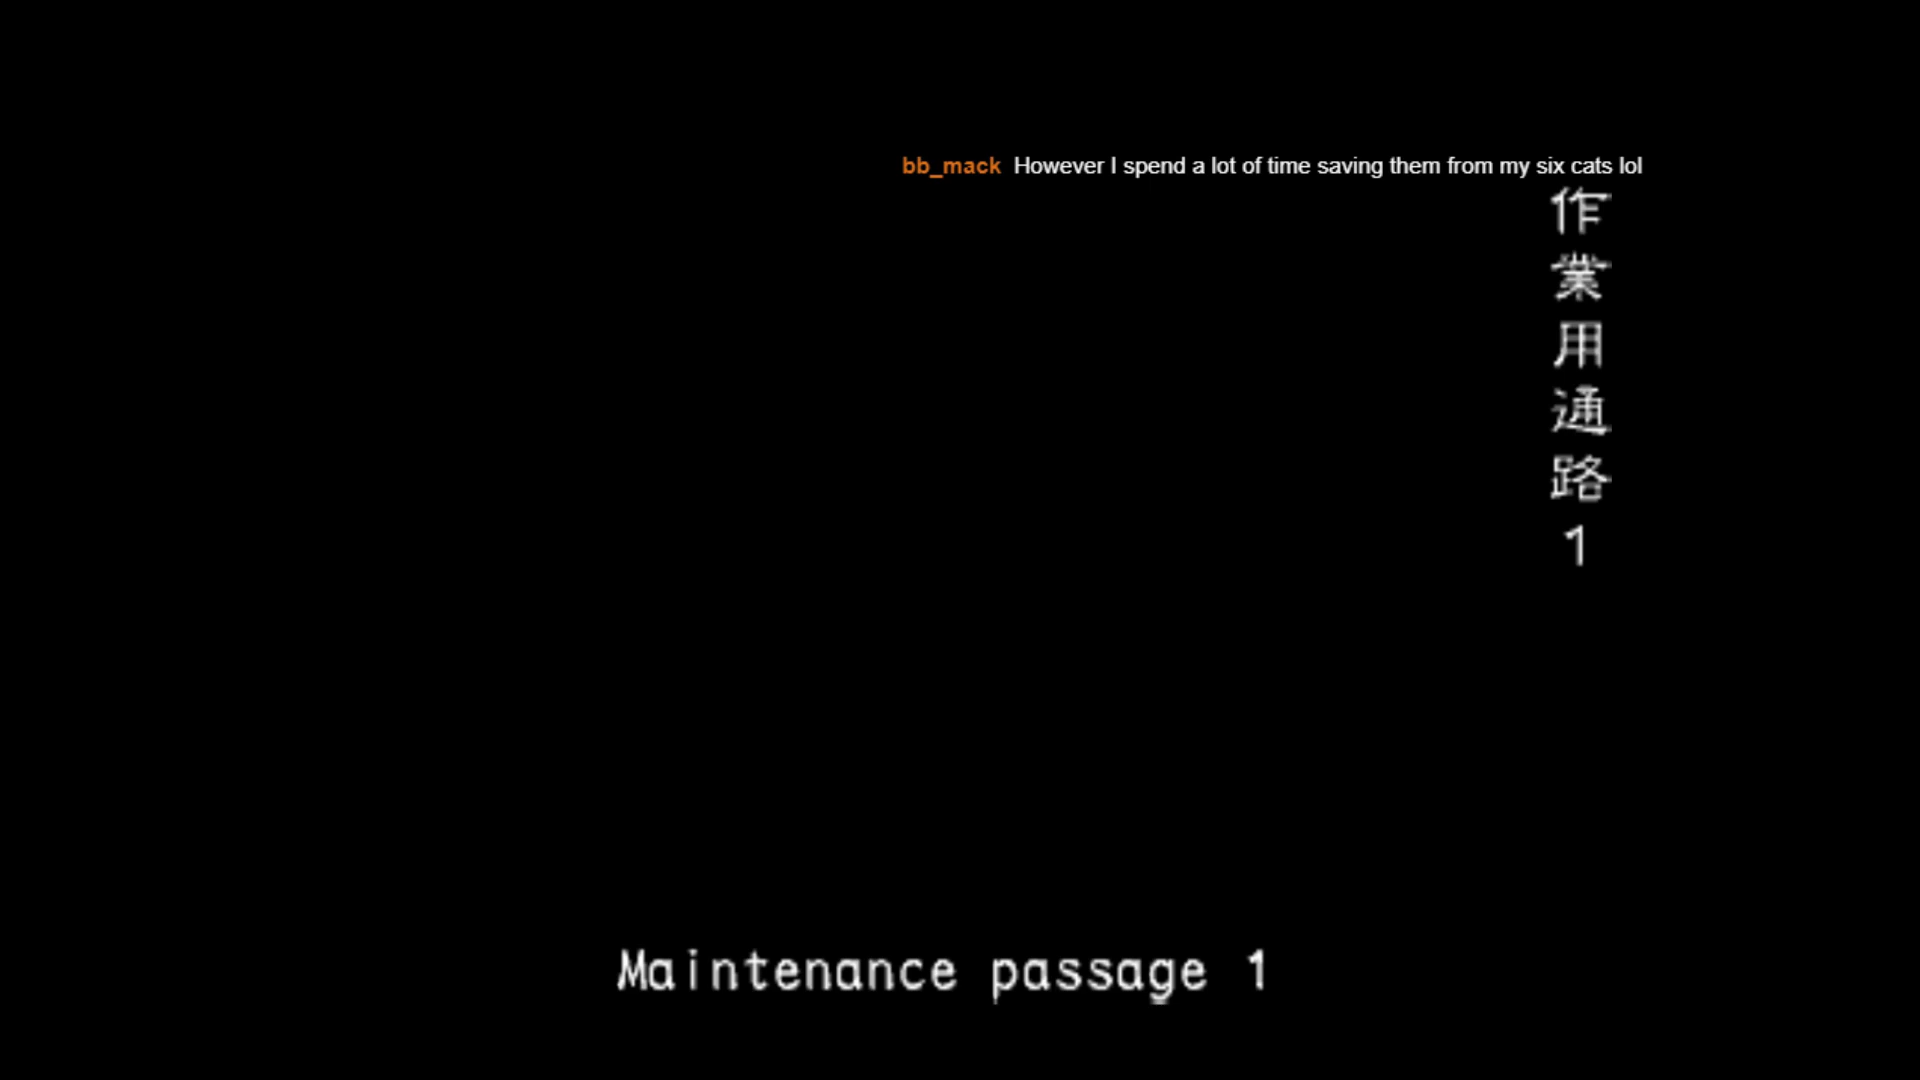 bb_mack However I spend a lot of time saving them from my six cats lol
作業用通路1
Maintenance passage 1